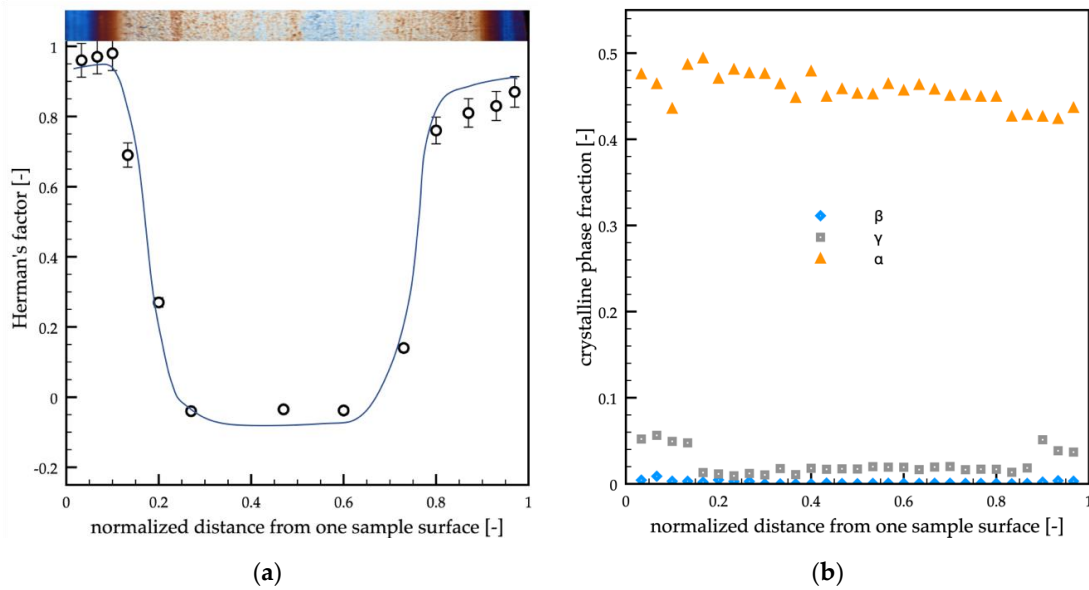 1
0.8
0.6
0.4
0.2
0
-0.2
Herman's factor [-]
0 0.2 0.4 0.6 0.8 1
normalized distance from one sample surface [-]
(a)
0.5
0.4
0.3
0.2
0.1
0
crystalline phase fraction [-]
β
γ
α
0 0.2 0.4 0.6 0.8 1
normalized distance from one sample surface [-]
(b)